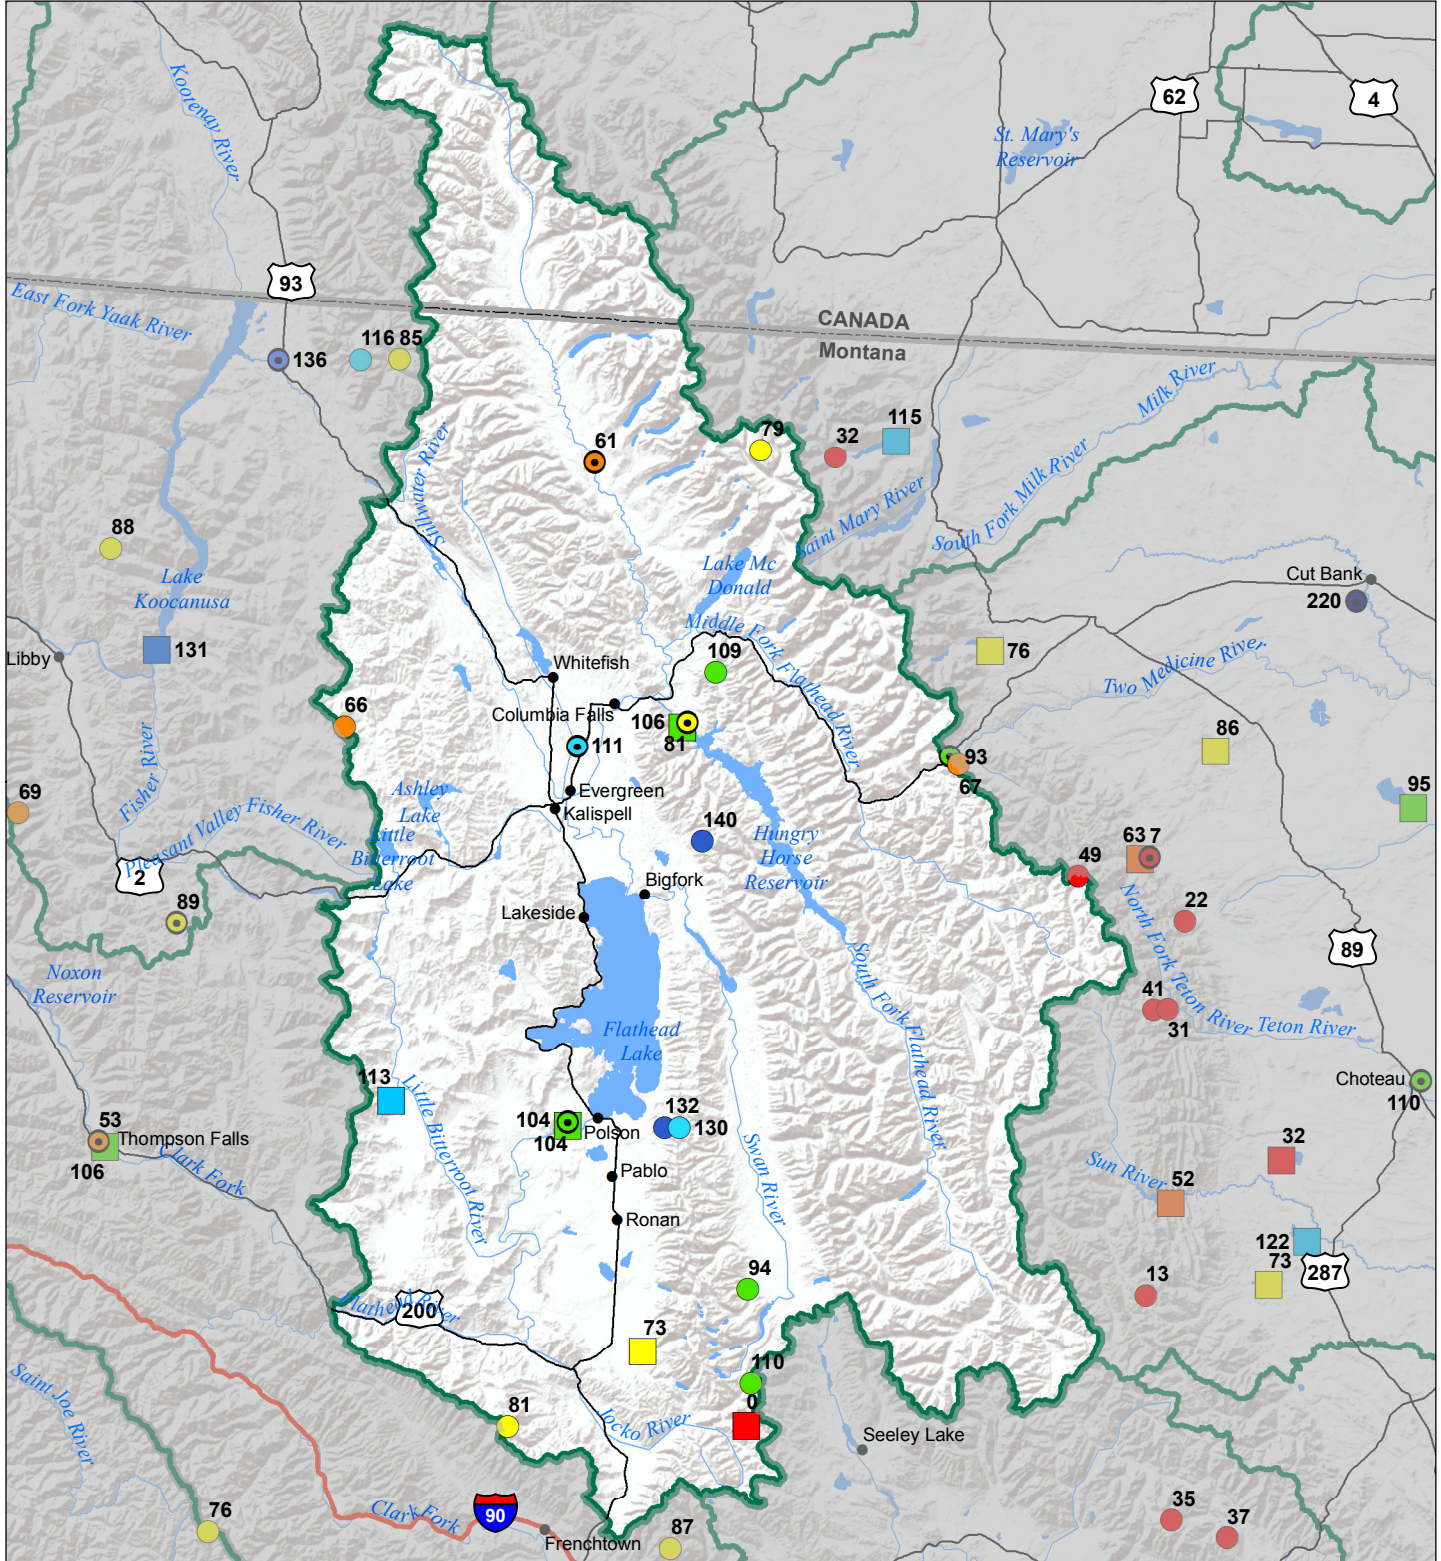 Kootenay River
62
4
St. Mary's
Reservoir
93
East Fork Yaak River
CANADA
Montana
136
116
85
Milk River
Stillwater River
61
79
32
115
Saint Mary River
South Fork Milk River
88
Lake
Koocanusa
Lake Mc
Donald
Cut Bank
220
Middle Fork Flathead River
Libby
131
Whitefish
109
76
Two Medicine River
66
Columbia Falls
106
81
111
93
67
86
69
Fisher River
Ashley
Lake
Evergreen
Kalispell
95
Pleasant Valley Fisher River
Little
Bitterroot
Lake
140
Hungry
Horse
Reservoir
63
7
49
2
Bigfork
89
Lakeside
22
North Fork Teton River
89
Noxon
Reservoir
South Fork Flathead River
41
31
Teton River
Flathead
Lake
113
Little Bitterroot River
Choteau
110
53
Thompson Falls
106
104
104
Polson
132
130
Clark Fork
Swan River
32
Pablo
Sun River
52
Ronan
122
94
13
73
287
Flathead River
200
73
110
0
Saint Joe River
81
Jocko River
Seeley Lake
76
Clark Fork
90
Frenchtown
87
35
37